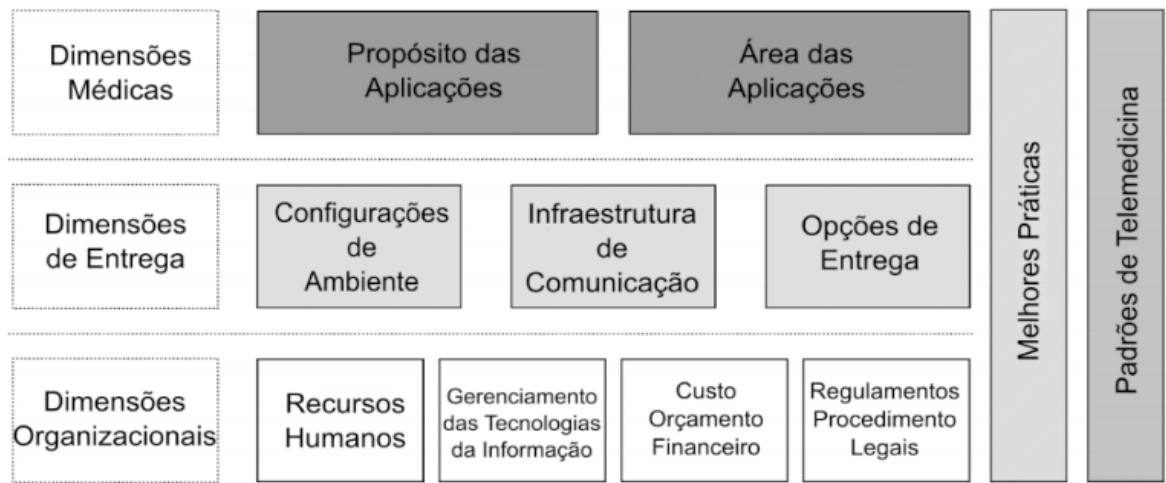 Dimensões
Médicas
Propósito das
Aplicações
Área das
Aplicações
Dimensões
de Entrega
Configurações
de
Ambiente
Infraestrutura
de
Comunicação
Opções de
Entrega
Dimensões
Organizacionais
Recursos
Humanos
Gerenciamento
das Tecnologias
da Informação
Custo
Orçamento
Financeiro
Regulamentos
Procedimento
Legais
Melhores Práticas
Padrões de Telemedicina